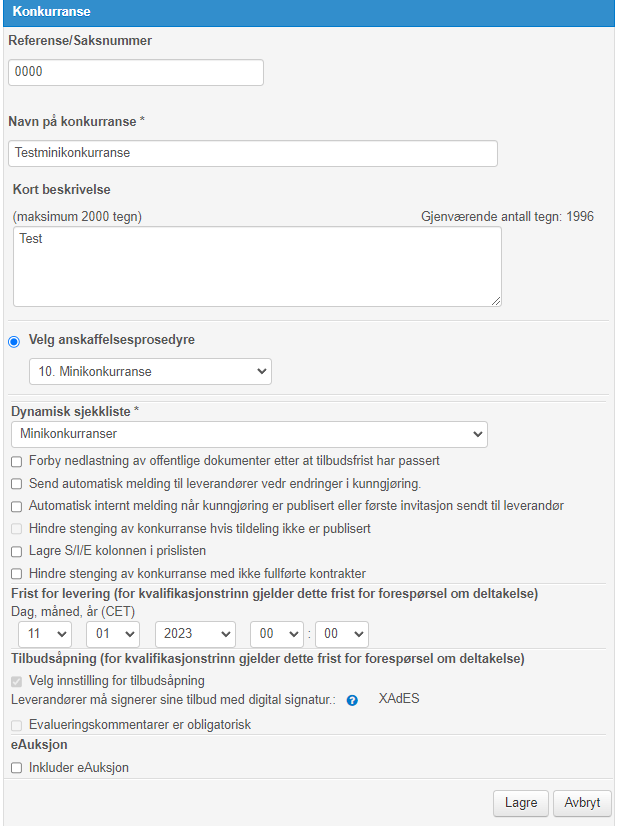 Konkurranse
Referense/Saksnummer
0000
Navn på konkurranse *
Testminikonkurranse
Kort beskrivelse
(maksimum 2000 tegn) Gjenværende antall tegn: 1996
Test
Velg anskaffelsesprosedyre
10. Minikonkurranse
Dynamisk sjekkliste *
Minikonkurranser
Forby nedlastning av offentlige dokumenter etter at tilbudsfrist har passert
Send automatisk melding til leverandører vedr endringer i kunngjøring.
Automatisk internt melding når kunngjøring er publisert eller første invitasjon sendt til leverandør
Hindre stenging av konkurranse hvis tildeling ikke er publisert
Lagre S/I/E kolonnen i prislisten
Hindre stenging av konkurranse med ikke fullførte kontrakter
Frist for levering (for kvalifikasjonstrinn gjelder dette frist for forespørsel om deltakelse)
Dag, måned, år (CET)
11 01 2023 00 : 00
Tilbudsåpning (for kvalifikasjonstrinn gjelder dette frist for forespørsel om deltakelse)
Velg innstilling for tilbudsåpning
Leverandører må signerer sine tilbud med digital signatur.: ? XAdES
Evalueringskommentarer er obligatorisk
eAuksjon
Inkluder eAuksjon
Lagre Avbryt